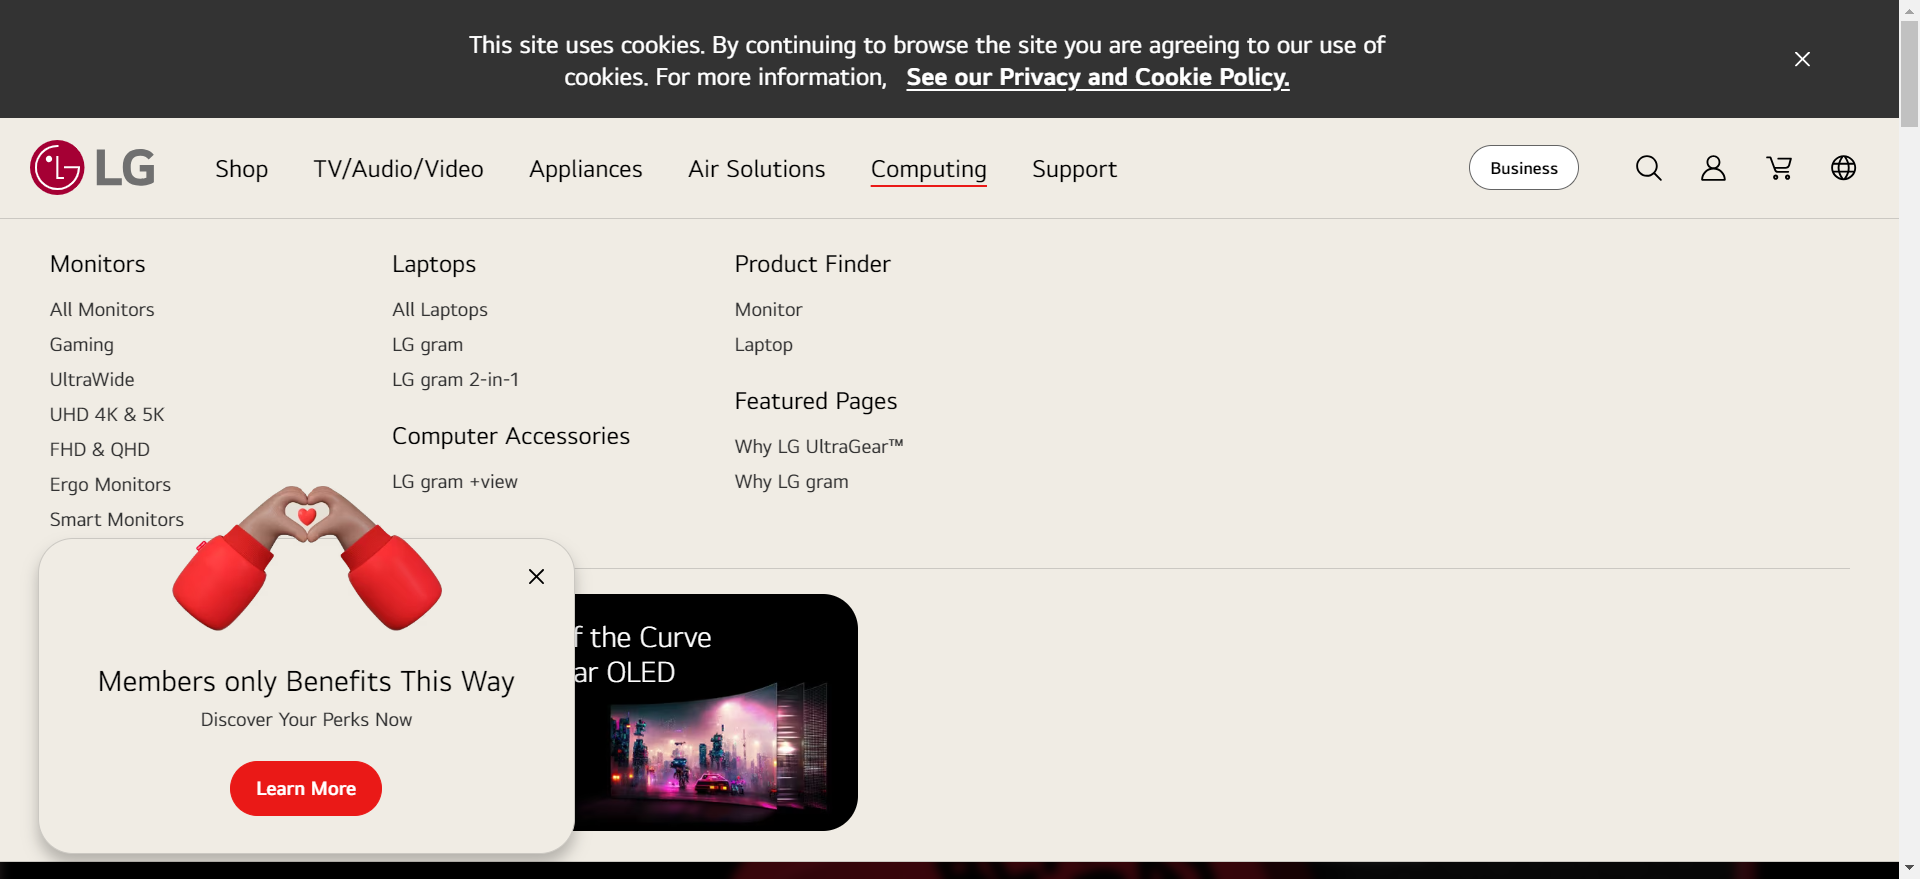 This site uses cookies. By continuing to browse the site you are agreeing to our use of
cookies. For more information, See our Privacy and Cookie Policy.
LG
Shop
TV/Audio/Video
Appliances
Air Solutions
Computing
Support
Business
Monitors
All Monitors
Gaming
UltraWide
UHD 4K & 5K
FHD & QHD
Ergo Monitors
Smart Monitors
Laptops
All Laptops
LG gram
LG gram 2-in-1
Computer Accessories
LG gram +view
Product Finder
Monitor
Laptop
Featured Pages
Why LG UltraGear™
Why LG gram
Members only Benefits This Way
Discover Your Perks Now
Learn More
f the Curve
ar OLED